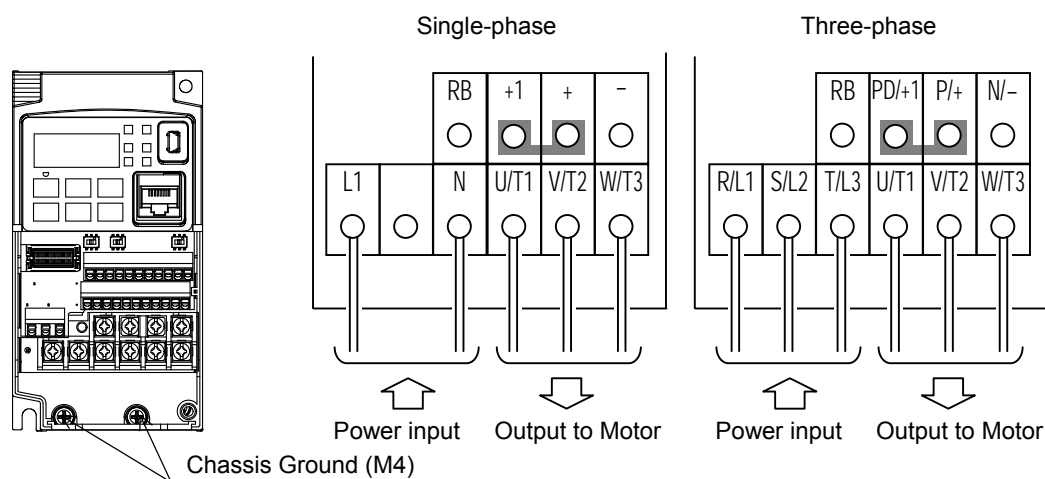 Single-phase
Three-phase
RB +1 + −
L1 N U/T1 V/T2 W/T3
RB PD/+1 P/+ N/−
R/L1 S/L2 T/L3 U/T1 V/T2 W/T3
Power input Output to Motor
Power input Output to Motor
Chassis Ground (M4)